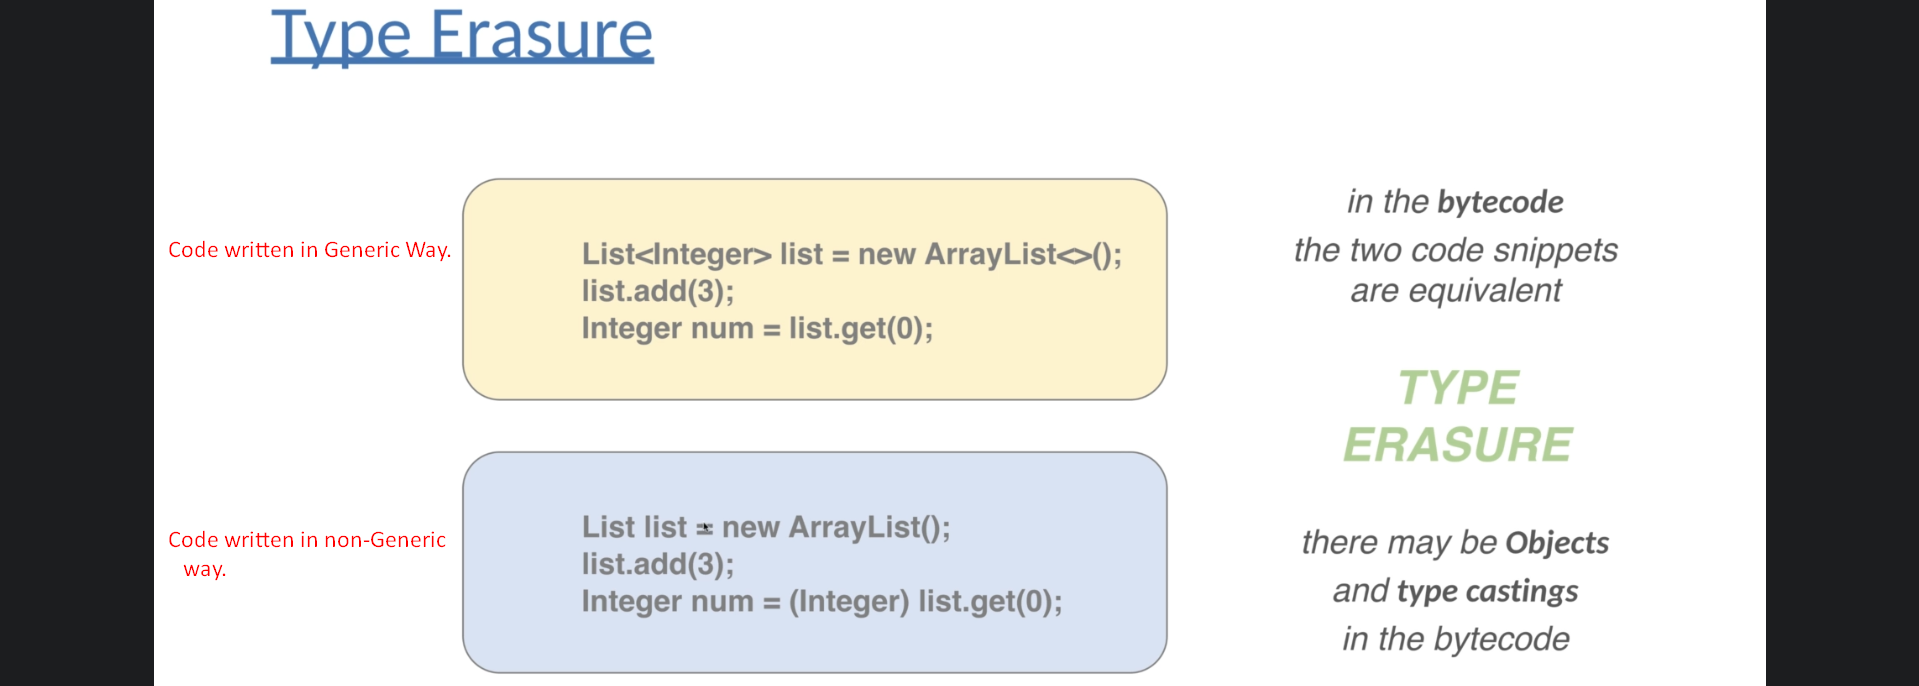 Type Erasure
Code written in Generic Way.
List<Integer> list = new ArrayList<>();
list.add(3);
Integer num = list.get(0);
in the bytecode
the two code snippets
are equivalent
TYPE
ERASURE
Code written in non-Generic
way.
List list = new ArrayList();
list.add(3);
Integer num = (Integer) list.get(0);
there may be Objects
and type castings
in the bytecode